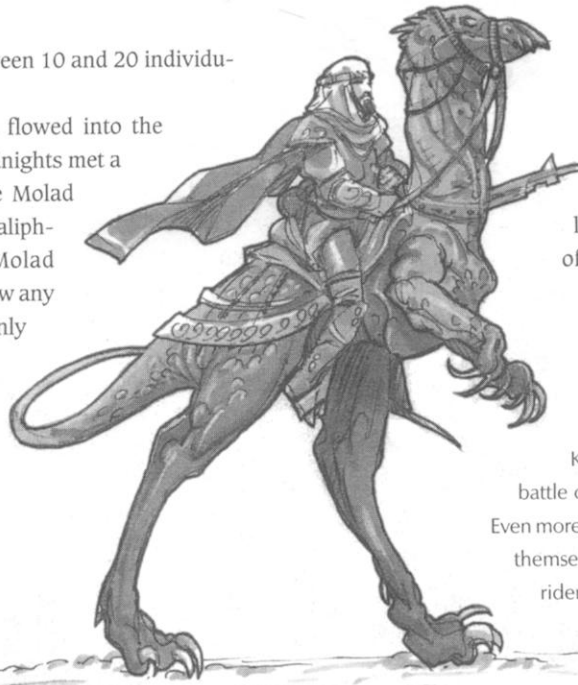 een 10 and 20 individu-
flowed into the
nights met a
Molad
aliph-
Molad
w any
nly
of
battle
Even more
themse
rider